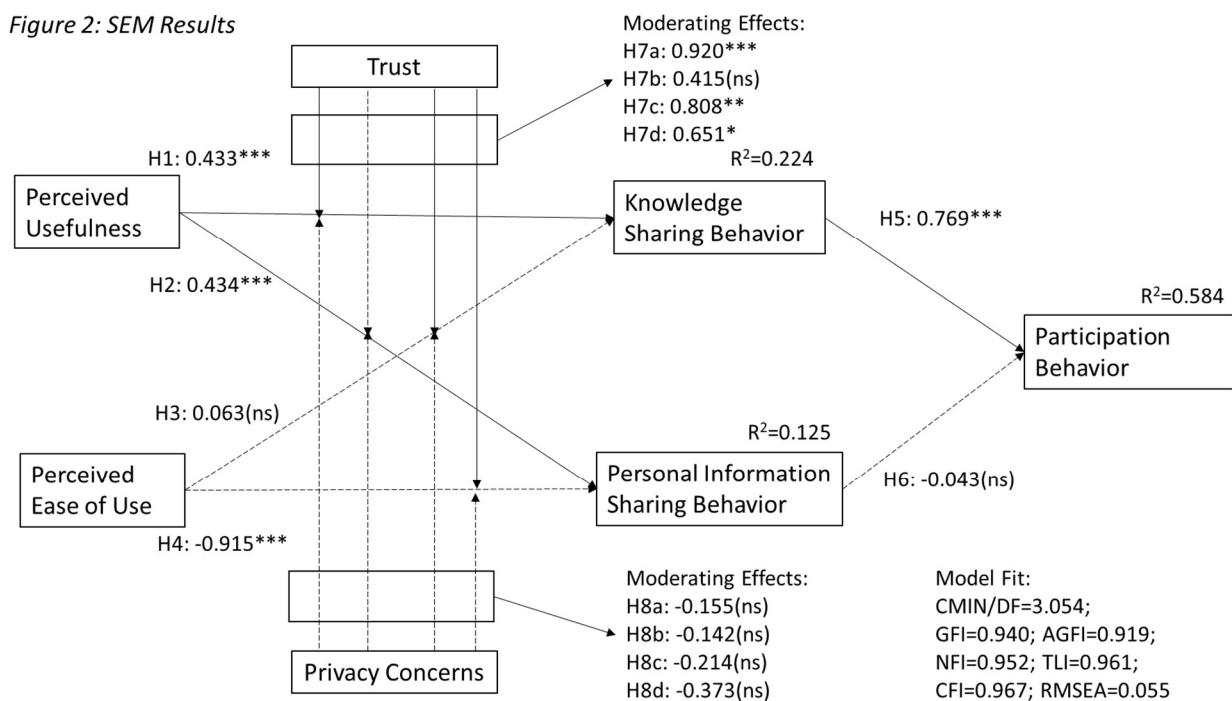 Figure 2: SEM Results
Trust
Moderating Effects:
H7a: 0.920***
H7b: 0.415(ns)
H7c: 0.808**
H7d: 0.651*
H1: 0.433***
R²=0.224
Perceived
Usefulness
Knowledge
Sharing Behavior
H5: 0.769***
H2: 0.434***
R²=0.584
Participation
Behavior
H3: 0.063(ns)
R²=0.125
Perceived
Ease of Use
Personal Information
Sharing Behavior
H6: -0.043(ns)
H4: -0.915***
Moderating Effects:
H8a: -0.155(ns)
H8b: -0.142(ns)
H8c: -0.214(ns)
H8d: -0.373(ns)
Privacy Concerns
Model Fit:
CMIN/DF=3.054;
GFI=0.940; AGFI=0.919;
NFI=0.952; TLI=0.961;
CFI=0.967; RMSEA=0.055